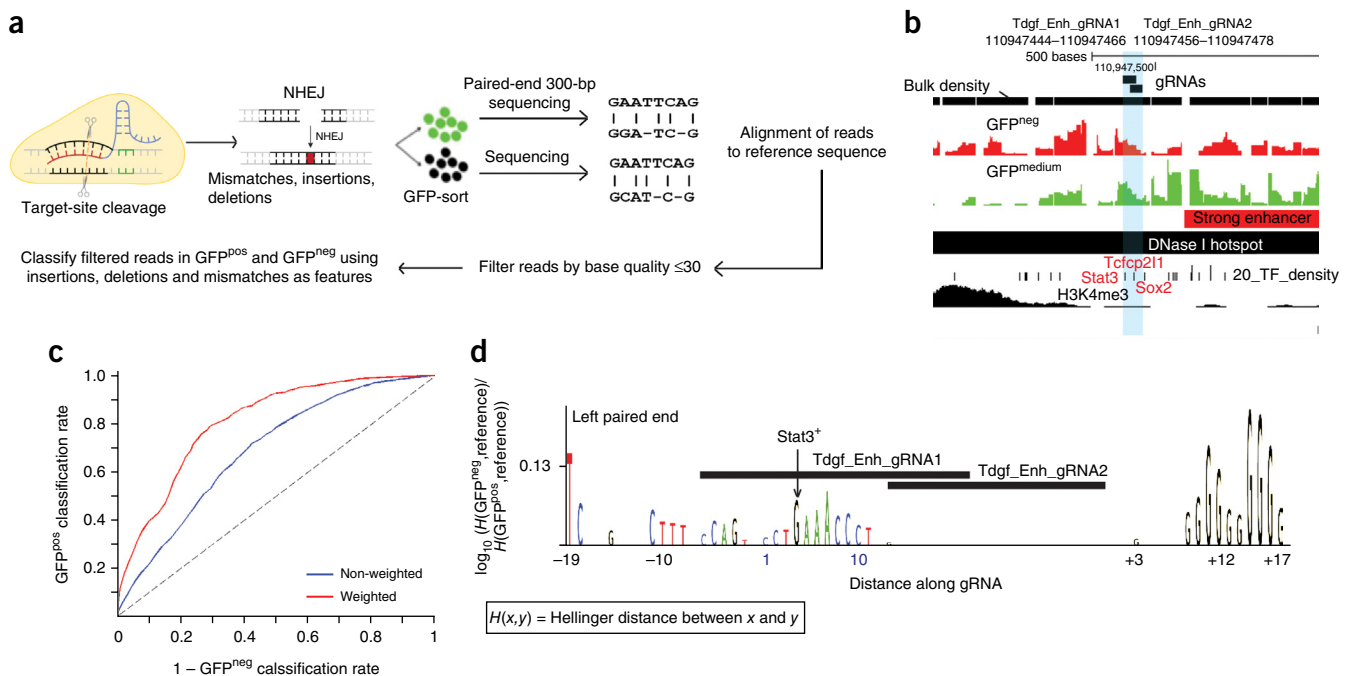 a
NHEJ
NHEJ
Target-site cleavage
Mismatches, insertions,
deletions
GFP-sort
Paired-end 300-bp
sequencing
Sequencing
GAATTCAG
GGA-TC-G
GAATTCAG
GCAT-C-G
Alignment of reads
to reference sequence
Filter reads by base quality ≤30
Classify filtered reads in GFPpos and GFPneg using
insertions, deletions and mismatches as features
b
Tdgf_Enh_gRNA1 Tdgf_Enh_gRNA2
110947444–110947466 110947456–110947478
500 bases
110,947,500
gRNAs
Bulk density
GFPneg
GFPmedium
Strong enhancer
DNase I hotspot
Tcfcp2l1
Stat3
Sox2
20_TF_density
H3K4me3
c
1.0
0.8
0.6
0.4
0.2
GFPpos classification rate
Non-weighted
Weighted
0 0.2 0.4 0.6 0.8 1
1 – GFPneg calssification rate
d
log10 (H(GFPneg,reference)/
H(GFPpos,reference))
Left paired end
0.13
Stat3+
Tdgf_Enh_gRNA1
Tdgf_Enh_gRNA2
T C G C T T T C C A G T C C T G A A A C C C T G G G G G C G G G G G G
–19 –10 1 10 +3 +12 +17
Distance along gRNA
H(x,y) = Hellinger distance between x and y